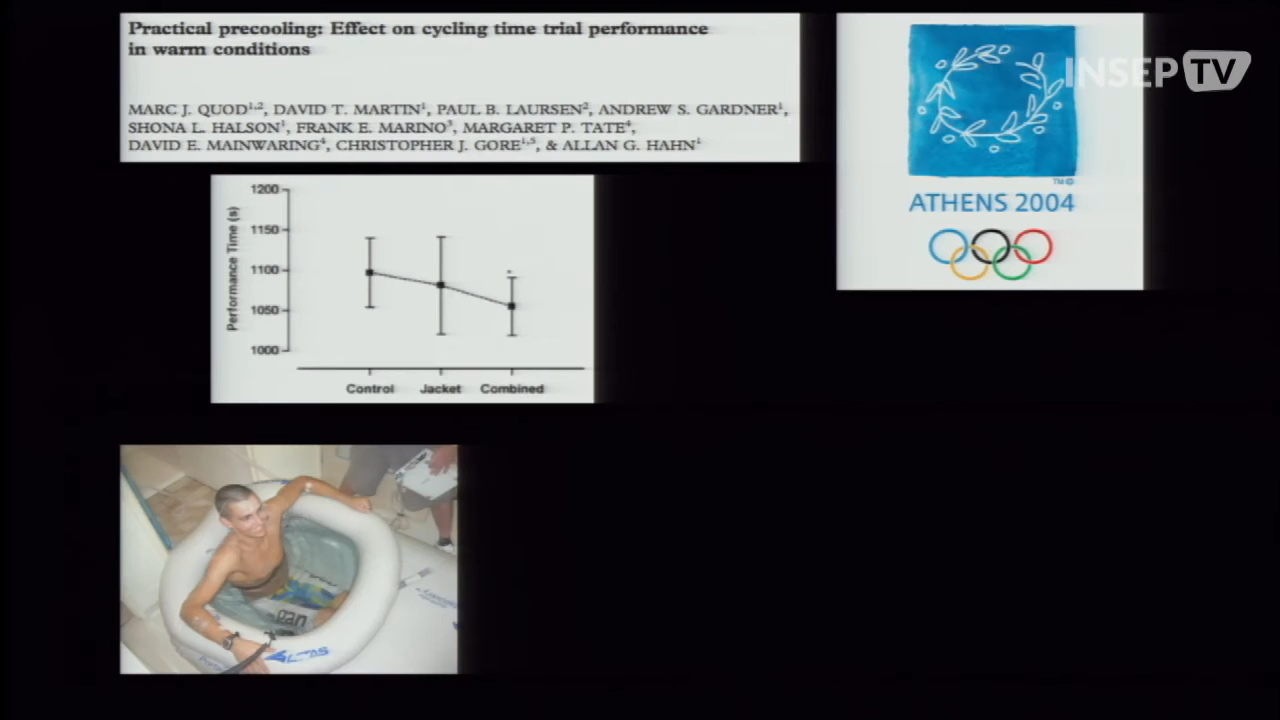 Practical precooling: Effect on cycling time trial performance
in warm conditions
MARC J. QUOD1,2, DAVID T. MARTIN1, PAUL B. LAURSEN2, ANDREW S. GARDNER1,
SHONA L. HALSON1, FRANK E. MARINO3, MARGARET P. TATE4,
DAVID E. MAINWARING4, CHRISTOPHER J. GORE1,5, & ALLAN G. HAHN1
INSEP TV
TM ©
ATHENS 2004
Performance Time (s)
1200
1150
1100
*
1050
1000
Control Jacket Combined